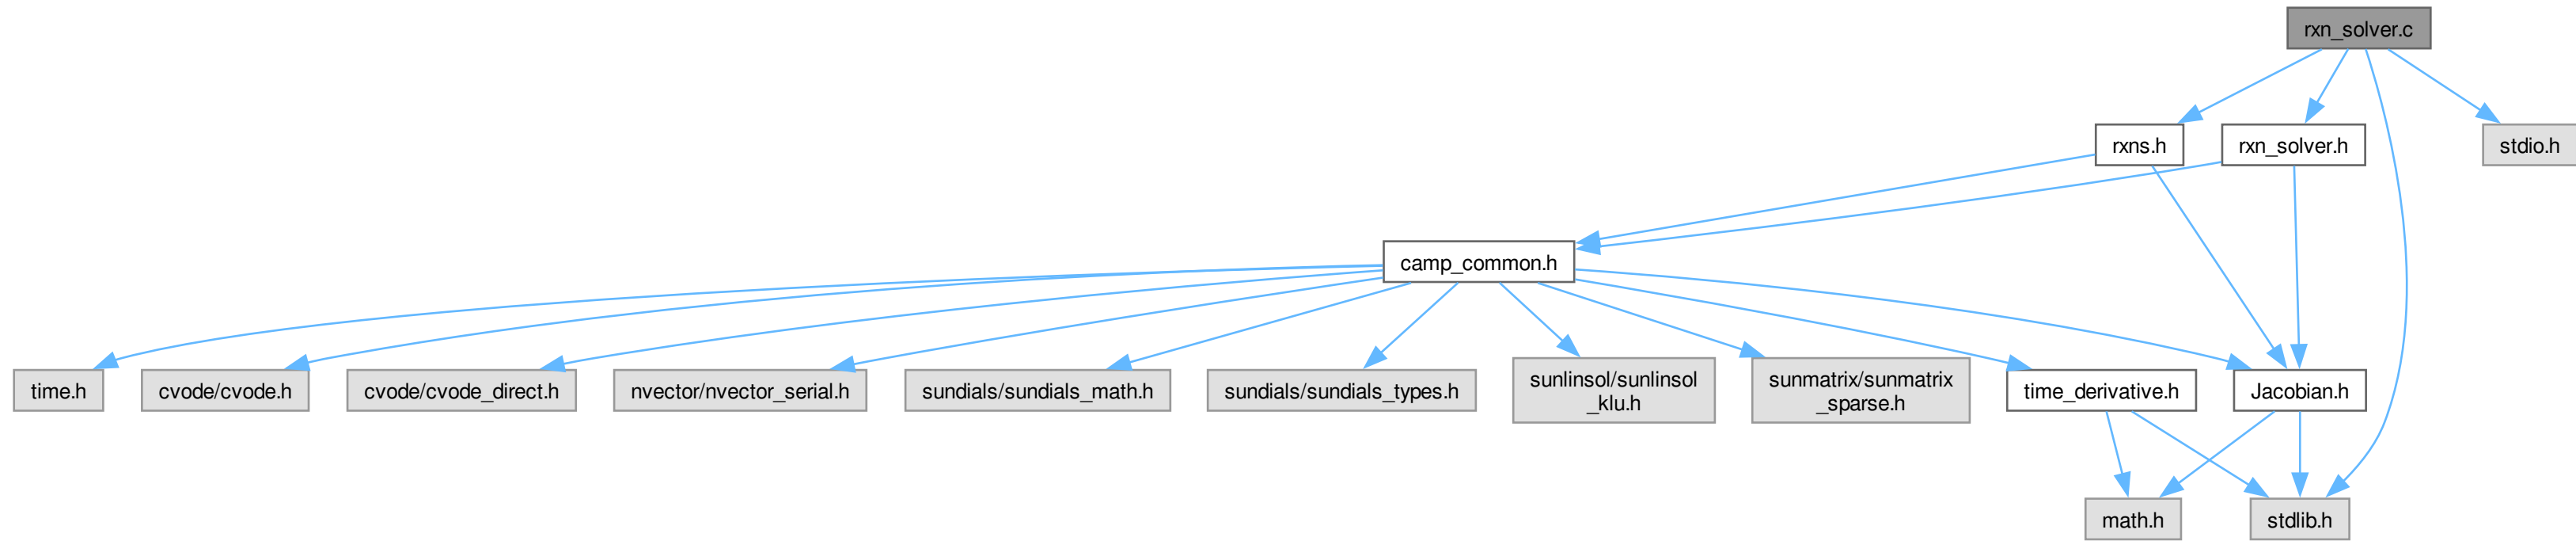 rxn_solver.c
rxns.h
rxn_solver.h
stdio.h
camp_common.h
time.h
cvode/cvode.h
cvode/cvode_direct.h
nvector/nvector_serial.h
sundials/sundials_math.h
sundials/sundials_types.h
sunlinsol/sunlinsol
_klu.h
sunmatrix/sunmatrix
_sparse.h
time_derivative.h
Jacobian.h
math.h
stdlib.h